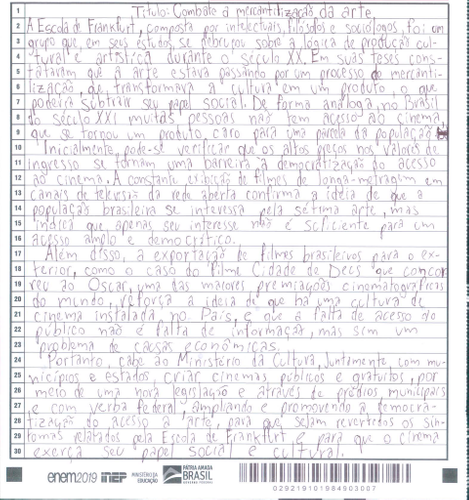 1 Título: Combate à mercantilização da arte
2 A Escola de Frankfurt, composta por intelectuais, filósofos e sociólogos, foi um
3 grupo que, em seus estudos se debruçou sobre a lógica de produção cul-
4 tural e artística durante o século XX. Em suas teses cons-
5 tataram que a arte estava passando por um processo de mercanti-
6 lização, que transformava a cultura em um produto, o que
7 poderia subtrair seu papel social. De forma análoga, no Brasil
8 do século XXI muitas pessoas não tem acesso ao cinema,
9 que se tornou um produto, caro para uma parcela da população.
10 Inicialmente, pode-se verificar que os altos preços nos valores do
11 ingresso se tornam uma barreira à democratização do acesso
12 ao cinema. A constante exibição de filmes de longa-metragem em
13 canais de televisão da rede aberta confirma a ideia de que a
14 população brasileira se interessa pela sétima arte, mas
15 indica que apenas seu interesse não é suficiente para um
16 acesso amplo e democrático.
17 Além disso, a exportação de filmes brasileiros para o ex-
18 terior, como o caso do filme Cidade de Deus que concor
19 reu ao Oscar, uma das maiores premiações cinematográficas
20 do mundo, reforça a ideia de que há uma cultura de
21 cinema instalada no País, e que a falta de acesso do
22 público não é falta de informação, mas sim um
23 problema de causas econômicas.
24 Portanto, cabe ao Ministério da Cultura, juntamente com mu-
25 nicípios e estados, criar cinemas públicos e gratuitos, por
26 meio de uma nova legislação e através de prédios municipais
27 e com verba federal, ampliando e promovendo a democra-
28 tização do acesso a arte, para que sejam revertidos os sin-
29 tomas relatados pela Escola de Frankfurt e para que o cinema
30 exerça seu papel social e cultural.
enem2019 INEP MINISTÉRIO DA EDUCAÇÃO PÁTRIA AMADA BRASIL GOVERNO FEDERAL
029219101984903007